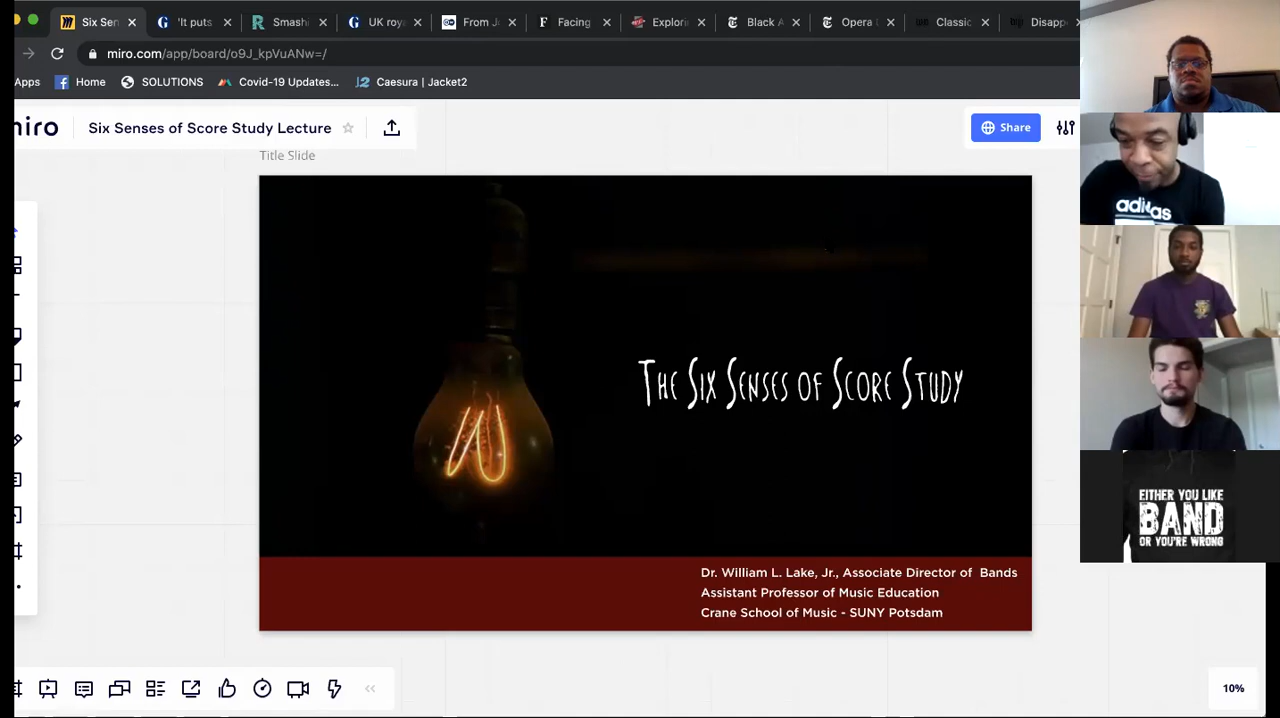 Six Sen
'It puts
Smashi
UK roy
From Jo
Facing
Explori
Black A
Opera
Classic
Disapp
miro.com/app/board/o9J_kpVuANw=/
Apps
Home
SOLUTIONS
Covid-19 Updates...
Caesura | Jacket2
miro
Six Senses of Score Study Lecture
Share
Title Slide
The Six Senses of Score Study
Dr. William L. Lake, Jr., Associate Director of Bands
Assistant Professor of Music Education
Crane School of Music - SUNY Potsdam
10%
adidas
EITHER YOU LIKE
BAND
OR YOU'RE WRONG